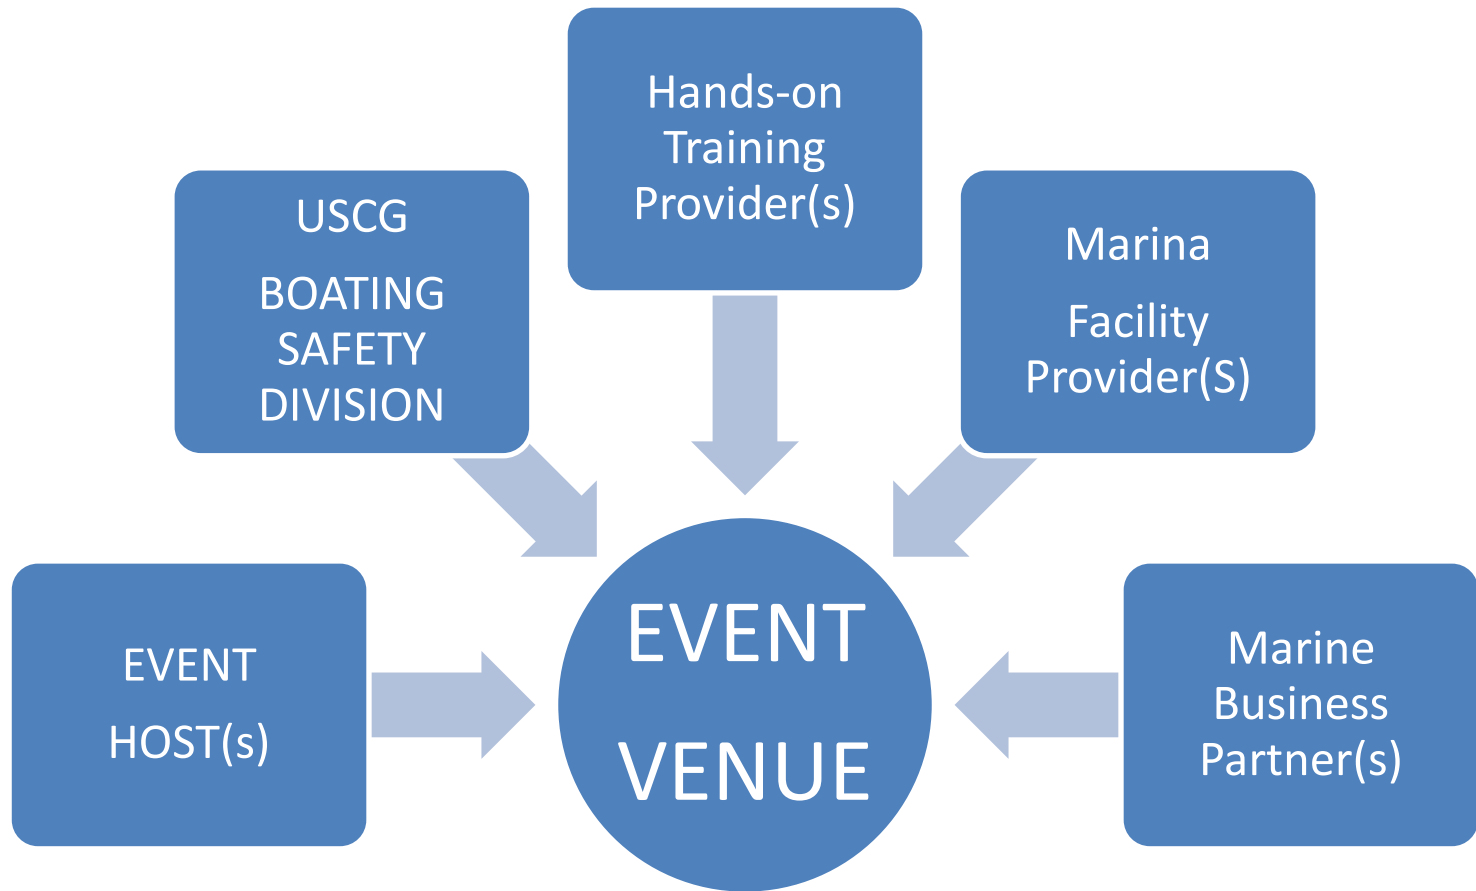 Hands-on
Training
Provider(s)
USCG
BOATING
SAFETY
DIVISION
Marina
Facility
Provider(S)
EVENT
HOST(s)
EVENT
VENUE
Marine
Business
Partner(s)